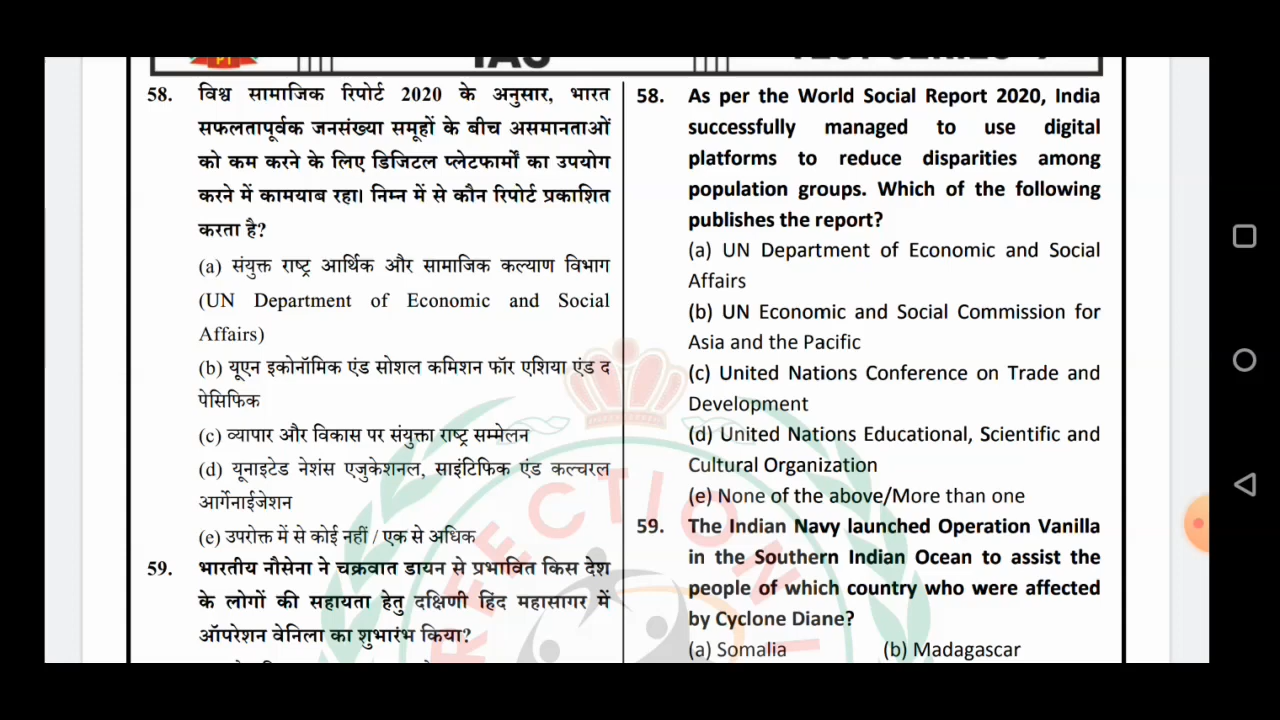 58. विश्व सामाजिक रिपोर्ट 2020 के अनुसार, भारत
सफलतापूर्वक जनसंख्या समूहों के बीच असमानताओं
को कम करने के लिए डिजिटल प्लेटफार्मों का उपयोग
करने में कामयाब रहा। निम्न में से कौन रिपोर्ट प्रकाशित
करता है?
(a) संयुक्त राष्ट्र आर्थिक और सामाजिक कल्याण विभाग
(UN Department of Economic and Social
Affairs)
(b) यूएन इकोनॉमिक एंड सोशल कमिशन फॉर एशिया एंड द
पेसिफिक
(c) व्यापार और विकास पर संयुक्ता राष्ट्र सम्मेलन
(d) यूनाइटेड नेशंस एजुकेशनल, साइंटिफिक एंड कल्चरल
आर्गेनाईजेशन
(e) उपरोक्त में से कोई नहीं / एक से अधिक
59. भारतीय नौसेना ने चक्रवात डायन से प्रभावित किस देश
के लोगों की सहायता हेतु दक्षिणी हिंद महासागर में
ऑपरेशन वेनिला का शुभारंभ किया?
58. As per the World Social Report 2020, India
successfully managed to use digital
platforms to reduce disparities among
population groups. Which of the following
publishes the report?
(a) UN Department of Economic and Social
Affairs
(b) UN Economic and Social Commission for
Asia and the Pacific
(c) United Nations Conference on Trade and
Development
(d) United Nations Educational, Scientific and
Cultural Organization
(e) None of the above/More than one
59. The Indian Navy launched Operation Vanilla
in the Southern Indian Ocean to assist the
people of which country who were affected
by Cyclone Diane?
(a) Somalia (b) Madagascar